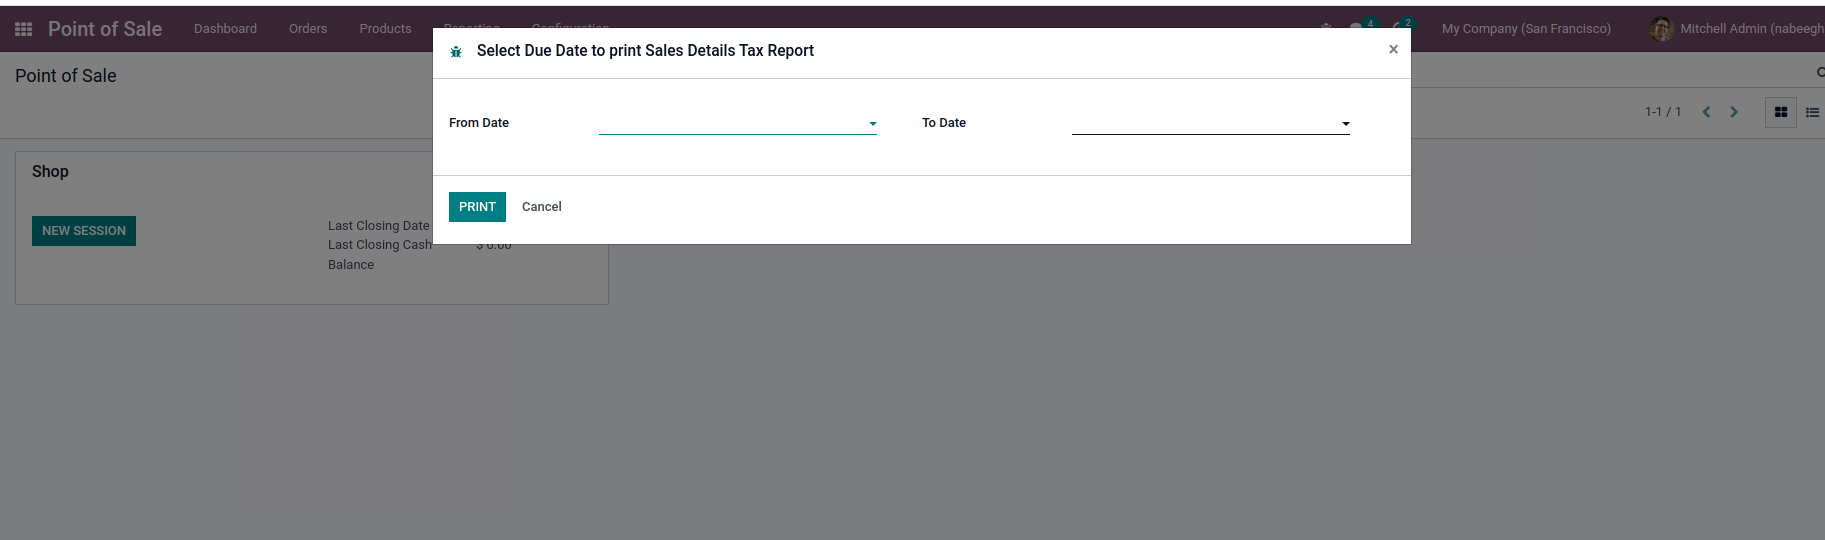 Point of Sale Dashboard Orders Products Reporting Configuration 4 2 My Company (San Francisco) Mitchell Admin (nabeegh
Select Due Date to print Sales Details Tax Report ×
Point of Sale
1-1 / 1
From Date To Date
Shop
PRINT Cancel
NEW SESSION
Last Closing Date
Last Closing Cash $ 0.00
Balance